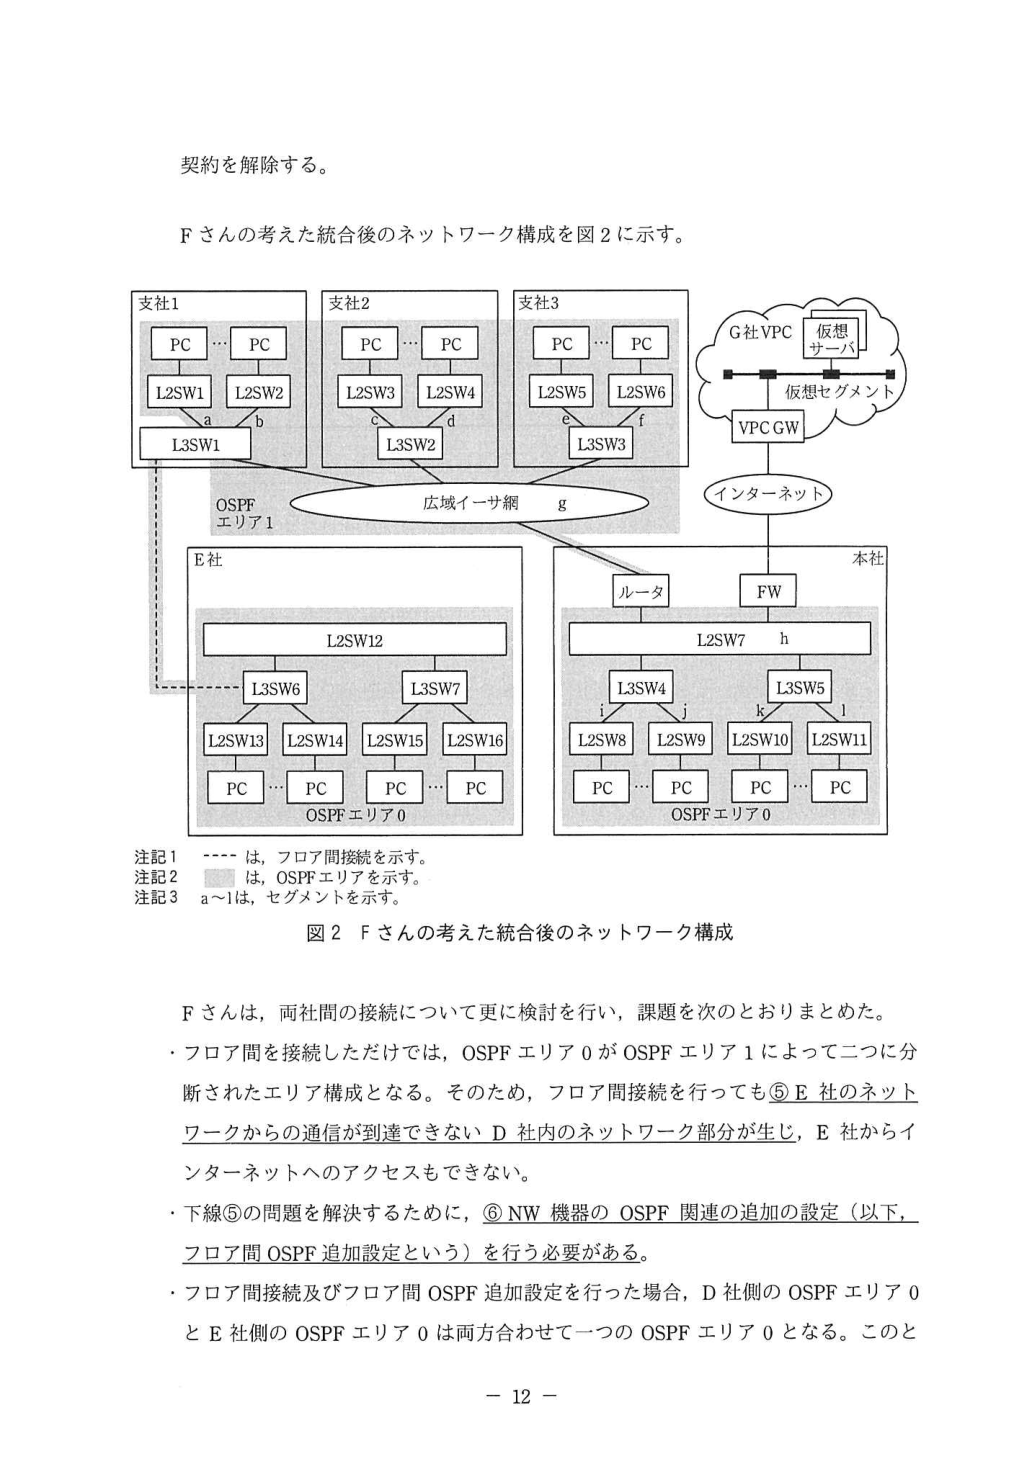 契約を解除する。
Fさんの考えた統合後のネットワーク構成を図2に示す。
支社1
支社2
支社3
PC … PC
PC … PC
PC … PC
G社VPC
仮想
サーバ
仮想セグメント
L2SW1
L2SW2
L2SW3
L2SW4
L2SW5
L2SW6
a
b
c
d
e
f
VPC GW
L3SW1
L3SW2
L3SW3
OSPF
エリア1
広域イーサ網 g
インターネット
E社
本社
ルータ
FW
L2SW12
L2SW7 h
L3SW6
L3SW7
L3SW4
L3SW5
i
j
k
l
L2SW13
L2SW14
L2SW15
L2SW16
L2SW8
L2SW9
L2SW10
L2SW11
PC … PC
PC … PC
PC … PC
PC … PC
OSPFエリア0
OSPFエリア0
注記1 ---- は，フロア間接続を示す。
注記2 は，OSPFエリアを示す。
注記3 a～lは，セグメントを示す。
図2 Fさんの考えた統合後のネットワーク構成
Fさんは，両社間の接続について更に検討を行い，課題を次のとおりまとめた。
・フロア間を接続しただけでは，OSPFエリア0がOSPFエリア1によって二つに分
断されたエリア構成となる。そのため，フロア間接続を行っても⑤E社のネット
ワークからの通信が到達できないD社内のネットワーク部分が生じ，E社からイ
ンターネットへのアクセスもできない。
・下線⑤の問題を解決するために，⑥NW機器のOSPF関連の追加の設定（以下，
フロア間OSPF追加設定という）を行う必要がある。
・フロア間接続及びフロア間OSPF追加設定を行った場合，D社側のOSPFエリア0
とE社側のOSPFエリア0は両方合わせて一つのOSPFエリア0となる。このと
－ 12 －